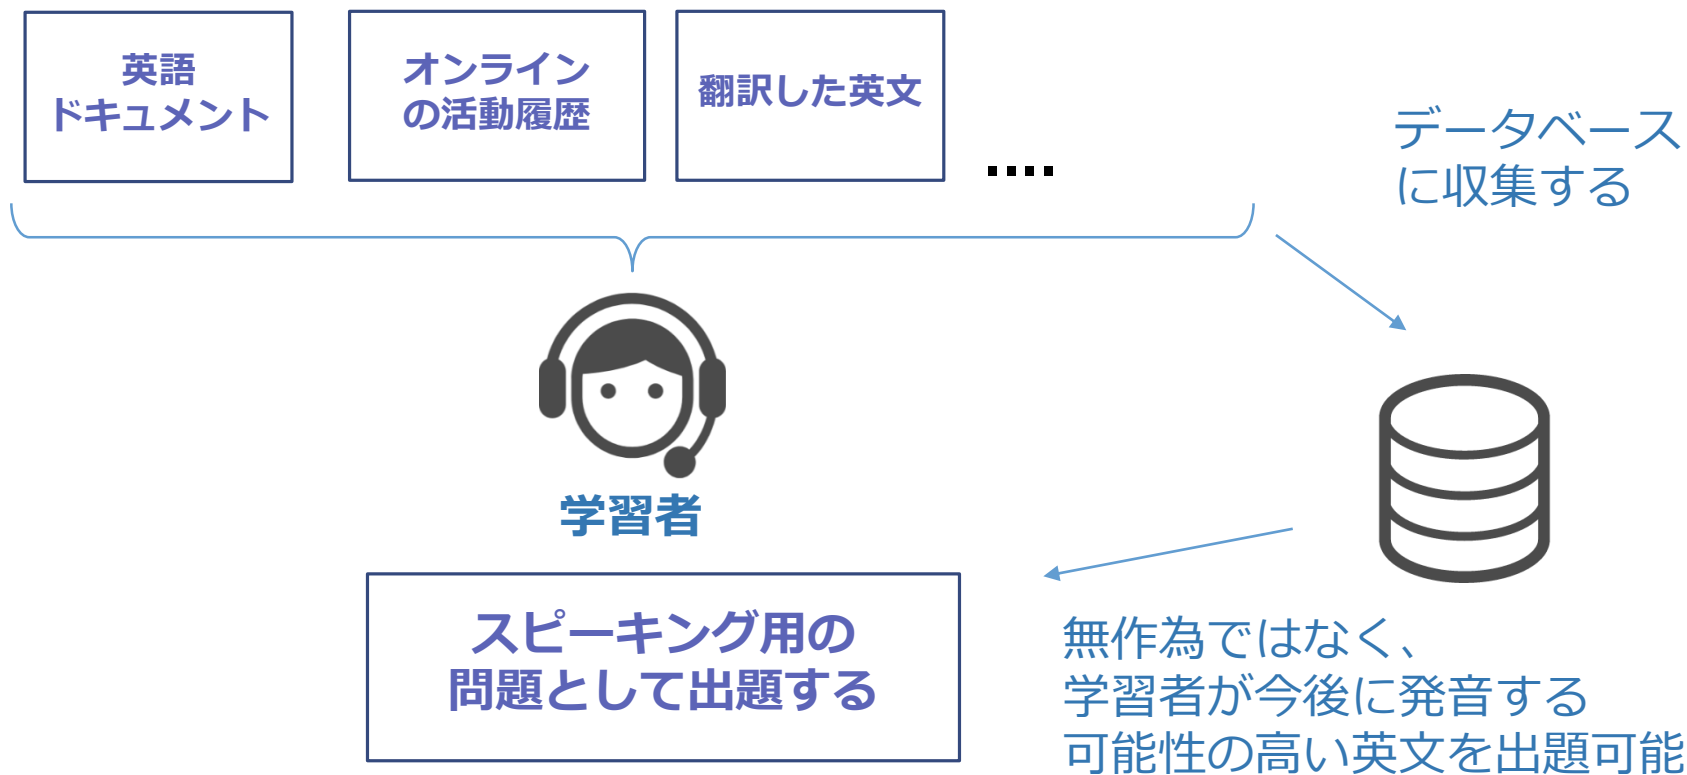 英語
ドキュメント
オンライン
の活動履歴
翻訳した英文
....
データベース
に収集する
学習者
スピーキング用の
問題として出題する
無作為ではなく、
学習者が今後に発音する
可能性の高い英文を出題可能